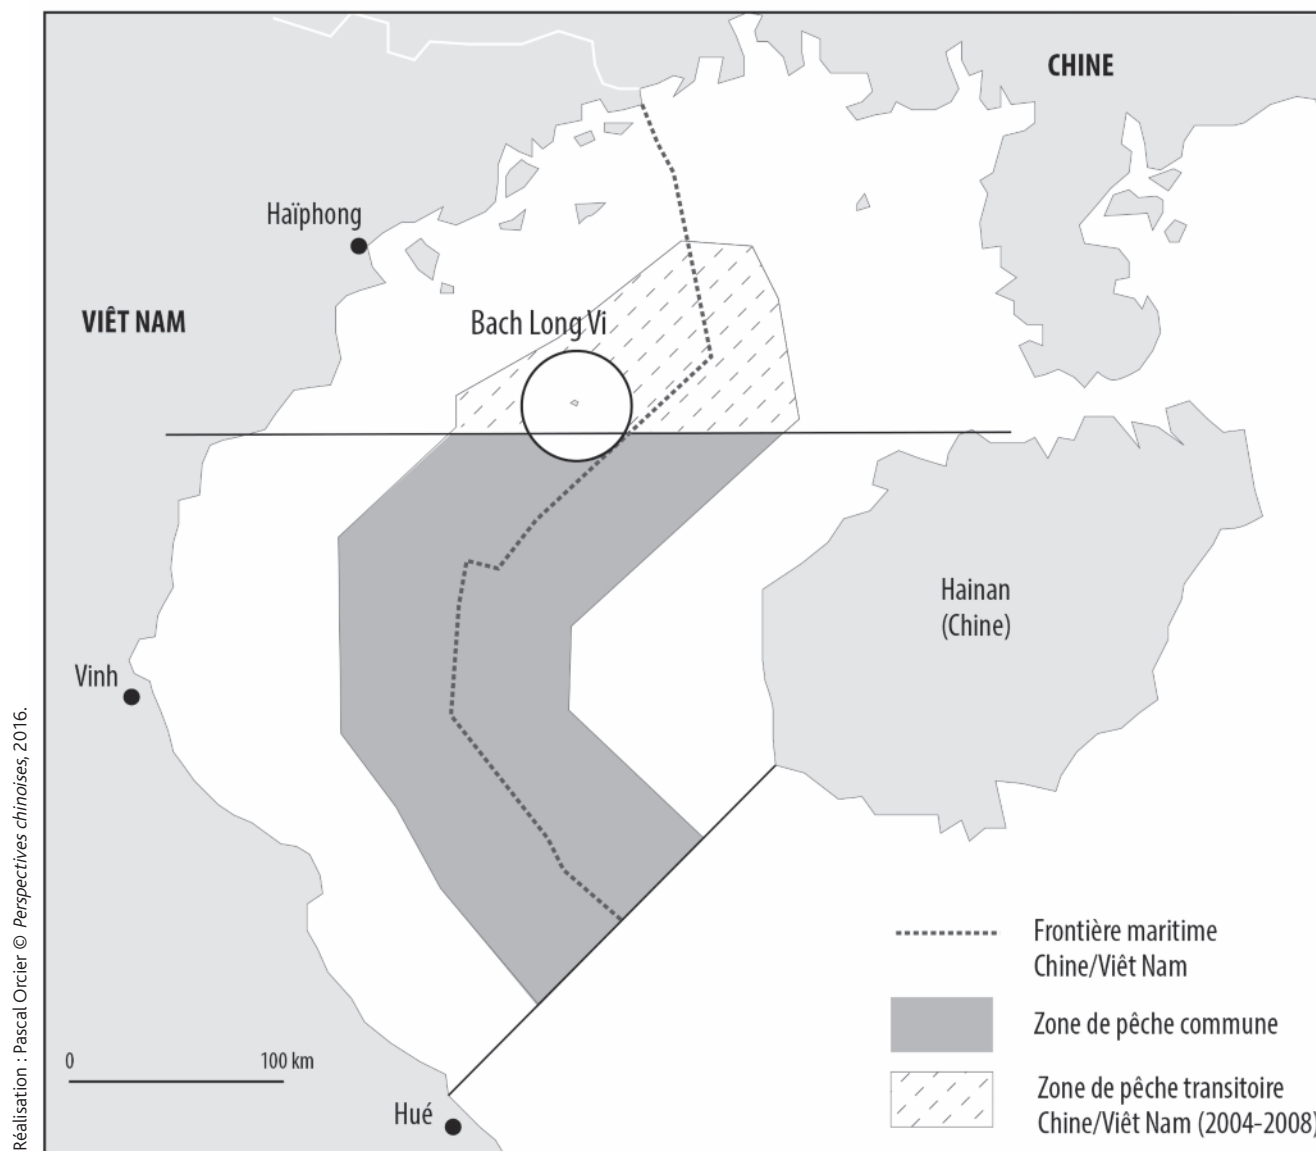 CHINE
Haïphong
VIÊT NAM
Bach Long Vi
Hainan
(Chine)
Vinh
Réalisation : Pascal Orcier © Perspectives chinoises, 2016.
Frontière maritime
Chine/Viêt Nam
Zone de pêche commune
0 100 km
Zone de pêche transitoire
Chine/Viêt Nam (2004-2008)
Hué